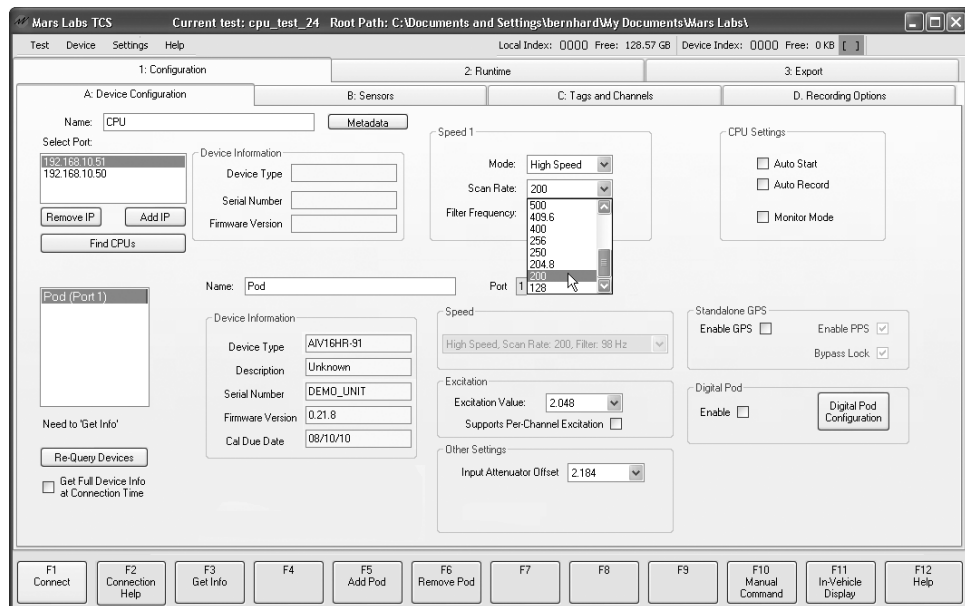 Mars Labs TCS Current test: cpu_test_24 Root Path: C:\Documents and Settings\bernhard\My Documents\Mars Labs\
Test Device Settings Help Local Index: 0000 Free: 128.57 GB Device Index: 0000 Free: 0 KB [ ]
1: Configuration 2: Runtime 3: Export
A: Device Configuration B: Sensors C: Tags and Channels D. Recording Options
Name: CPU Metadata
Select Port:
192.168.10.51
192.168.10.50
Remove IP Add IP
Find CPUs
Device Information
Device Type
Serial Number
Firmware Version
Speed 1
Mode: High Speed
Scan Rate: 200
Filter Frequency:
500
409.6
400
256
250
204.8
200
128
CPU Settings
Auto Start
Auto Record
Monitor Mode
Pod (Port 1)
Need to 'Get Info'
Re-Query Devices
Get Full Device Info
at Connection Time
Name: Pod Port 1
Device Information
Device Type AIV16HR-91
Description Unknown
Serial Number DEMO_UNIT
Firmware Version 0.21.8
Cal Due Date 08/10/10
Speed
High Speed, Scan Rate: 200, Filter: 98 Hz
Excitation
Excitation Value: 2.048
Supports Per-Channel Excitation
Other Settings
Input Attenuator Offset 2.184
Standalone GPS
Enable GPS Enable PPS
Bypass Lock
Digital Pod
Enable
Digital Pod
Configuration
F1
Connect
F2
Connection
Help
F3
Get Info
F4
F5
Add Pod
F6
Remove Pod
F7
F8
F9
F10
Manual
Command
F11
In-Vehicle
Display
F12
Help